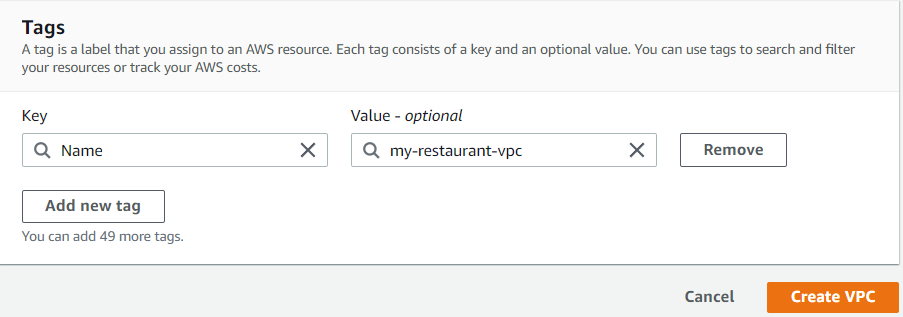 Tags
A tag is a label that you assign to an AWS resource. Each tag consists of a key and an optional value. You can use tags to search and filter
your resources or track your AWS costs.
Key
Value - optional
Name
my-restaurant-vpc
Remove
Add new tag
You can add 49 more tags.
Cancel
Create VPC